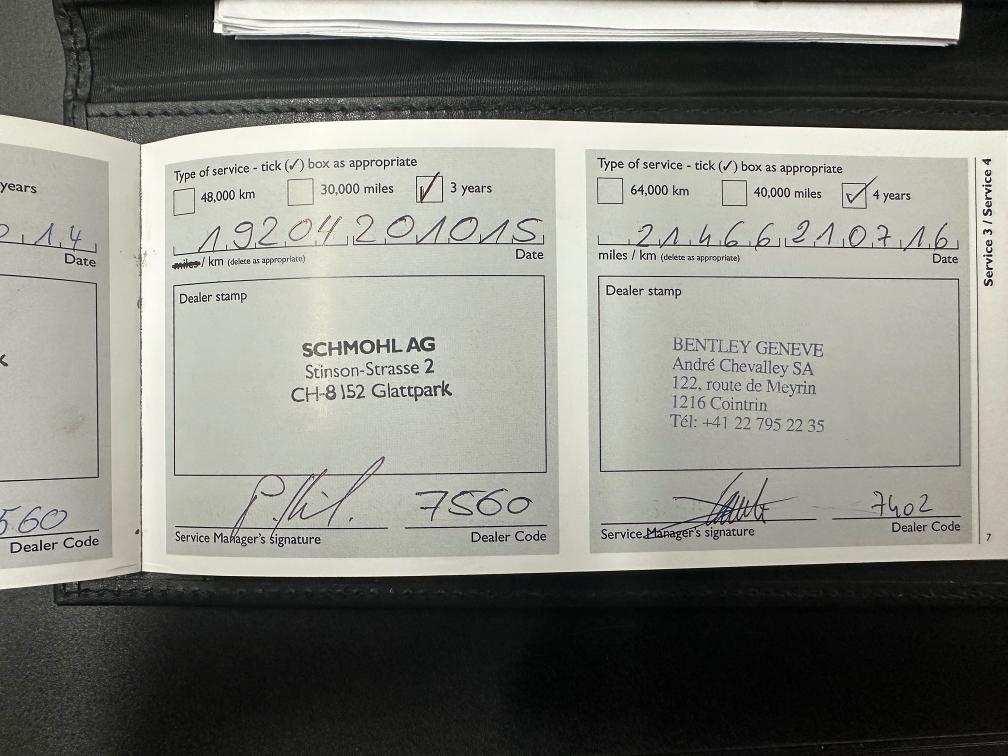 years
1,4
Date
560
Dealer Code
Type of service - tick (✓) box as appropriate
48,000 km 30,000 miles ✓ 3 years
19204 201015
miles / km (delete as appropriate) Date
Dealer stamp
SCHMOHL AG
Stinson-Strasse 2
CH-8152 Glattpark
7560
Service Manager's signature Dealer Code
Type of service - tick (✓) box as appropriate
64,000 km 40,000 miles ✓ 4 years
21466 210716
miles / km (delete as appropriate) Date
Dealer stamp
BENTLEY GENEVE
André Chevalley SA
122, route de Meyrin
1216 Cointrin
Tél: +41 22 795 22 35
7402
Service Manager's signature Dealer Code
Service 3 / Service 4
7